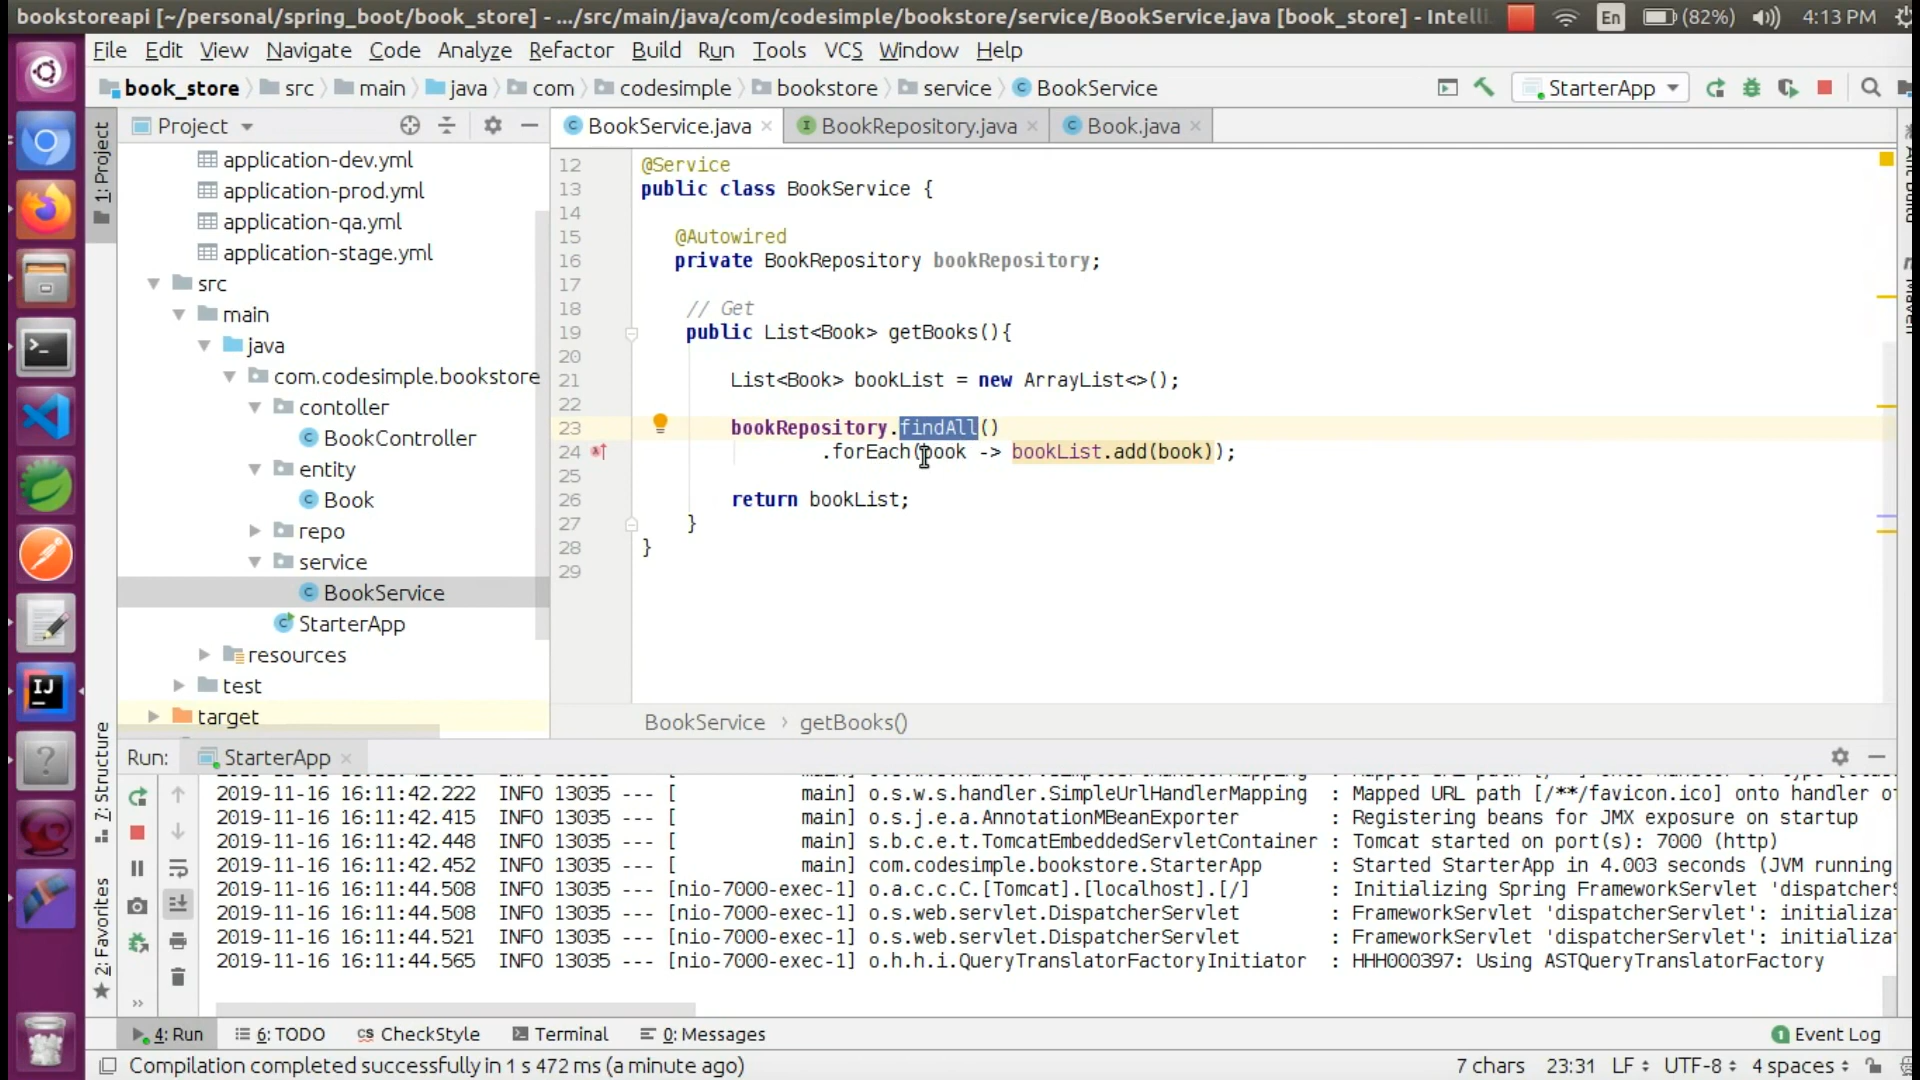 bookstoreapi [~/personal/spring_boot/book_store] - .../src/main/java/com/codesimple/bookstore/service/BookService.java [book_store] - Intelli
En
(82%)
4:13 PM
File Edit View Navigate Code Analyze Refactor Build Run Tools VCS Window Help
book_store src main java com codesimple bookstore service BookService
StarterApp
Project
BookService.java
BookRepository.java
Book.java
1: Project
application-dev.yml
application-prod.yml
application-qa.yml
application-stage.yml
src
main
java
com.codesimple.bookstore
contoller
BookController
entity
Book
repo
service
BookService
StarterApp
resources
test
target
12 @Service
13 public class BookService {
14
15 @Autowired
16 private BookRepository bookRepository;
17
18 // Get
19 public List<Book> getBooks(){
20
21 List<Book> bookList = new ArrayList<>();
22
23 bookRepository.findAll()
24 .forEach(book -> bookList.add(book));
25
26 return bookList;
27 }
28 }
29
BookService › getBooks()
Run: StarterApp
7: Structure
2: Favorites
2019-11-16 16:11:42.222 INFO 13035 --- [ main] o.s.w.s.handler.SimpleUrlHandlerMapping : Mapped URL path [/**/favicon.ico] onto handler of
2019-11-16 16:11:42.415 INFO 13035 --- [ main] o.s.j.e.a.AnnotationMBeanExporter : Registering beans for JMX exposure on startup
2019-11-16 16:11:42.448 INFO 13035 --- [ main] s.b.c.e.t.TomcatEmbeddedServletContainer : Tomcat started on port(s): 7000 (http)
2019-11-16 16:11:42.452 INFO 13035 --- [ main] com.codesimple.bookstore.StarterApp : Started StarterApp in 4.003 seconds (JVM running
2019-11-16 16:11:44.508 INFO 13035 --- [nio-7000-exec-1] o.a.c.c.C.[Tomcat].[localhost].[/] : Initializing Spring FrameworkServlet 'dispatcherS
2019-11-16 16:11:44.508 INFO 13035 --- [nio-7000-exec-1] o.s.web.servlet.DispatcherServlet : FrameworkServlet 'dispatcherServlet': initializat
2019-11-16 16:11:44.521 INFO 13035 --- [nio-7000-exec-1] o.s.web.servlet.DispatcherServlet : FrameworkServlet 'dispatcherServlet': initializat
2019-11-16 16:11:44.565 INFO 13035 --- [nio-7000-exec-1] o.h.h.i.QueryTranslatorFactoryInitiator : HHH000397: Using ASTQueryTranslatorFactory
4: Run 6: TODO CheckStyle Terminal 0: Messages
1 Event Log
Compilation completed successfully in 1 s 472 ms (a minute ago)
7 chars 23:31 LF UTF-8 4 spaces